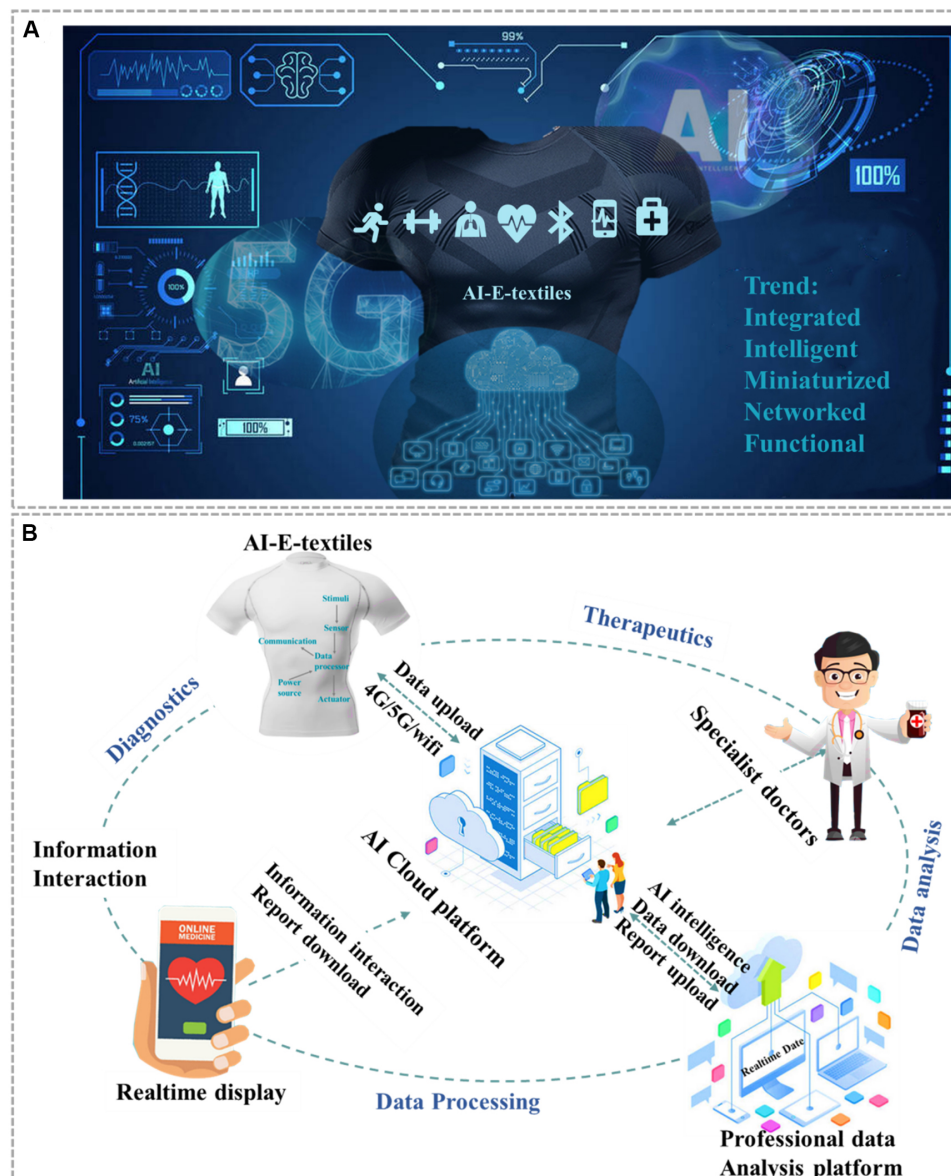 A
99%
AI
100%
5G
100%
AI-E-textiles
Trend:
Integrated
Intelligent
Miniaturized
Networked
Functional
AI
Artificial Intelligence
75%
100%
B
AI-E-textiles
Stimuli
Sensor
Communication
Data
processor
Power
source
Actuator
Therapeutics
Diagnostics
Data upload
4G/5G/wifi
Specialist doctors
Data analysis
Information
Interaction
AI Cloud platform
Information interaction
Report download
AI intelligence
Data download
Report upload
ONLINE
MEDICINE
Realtime display
Data Processing
Realtime Date
Professional data
Analysis platform